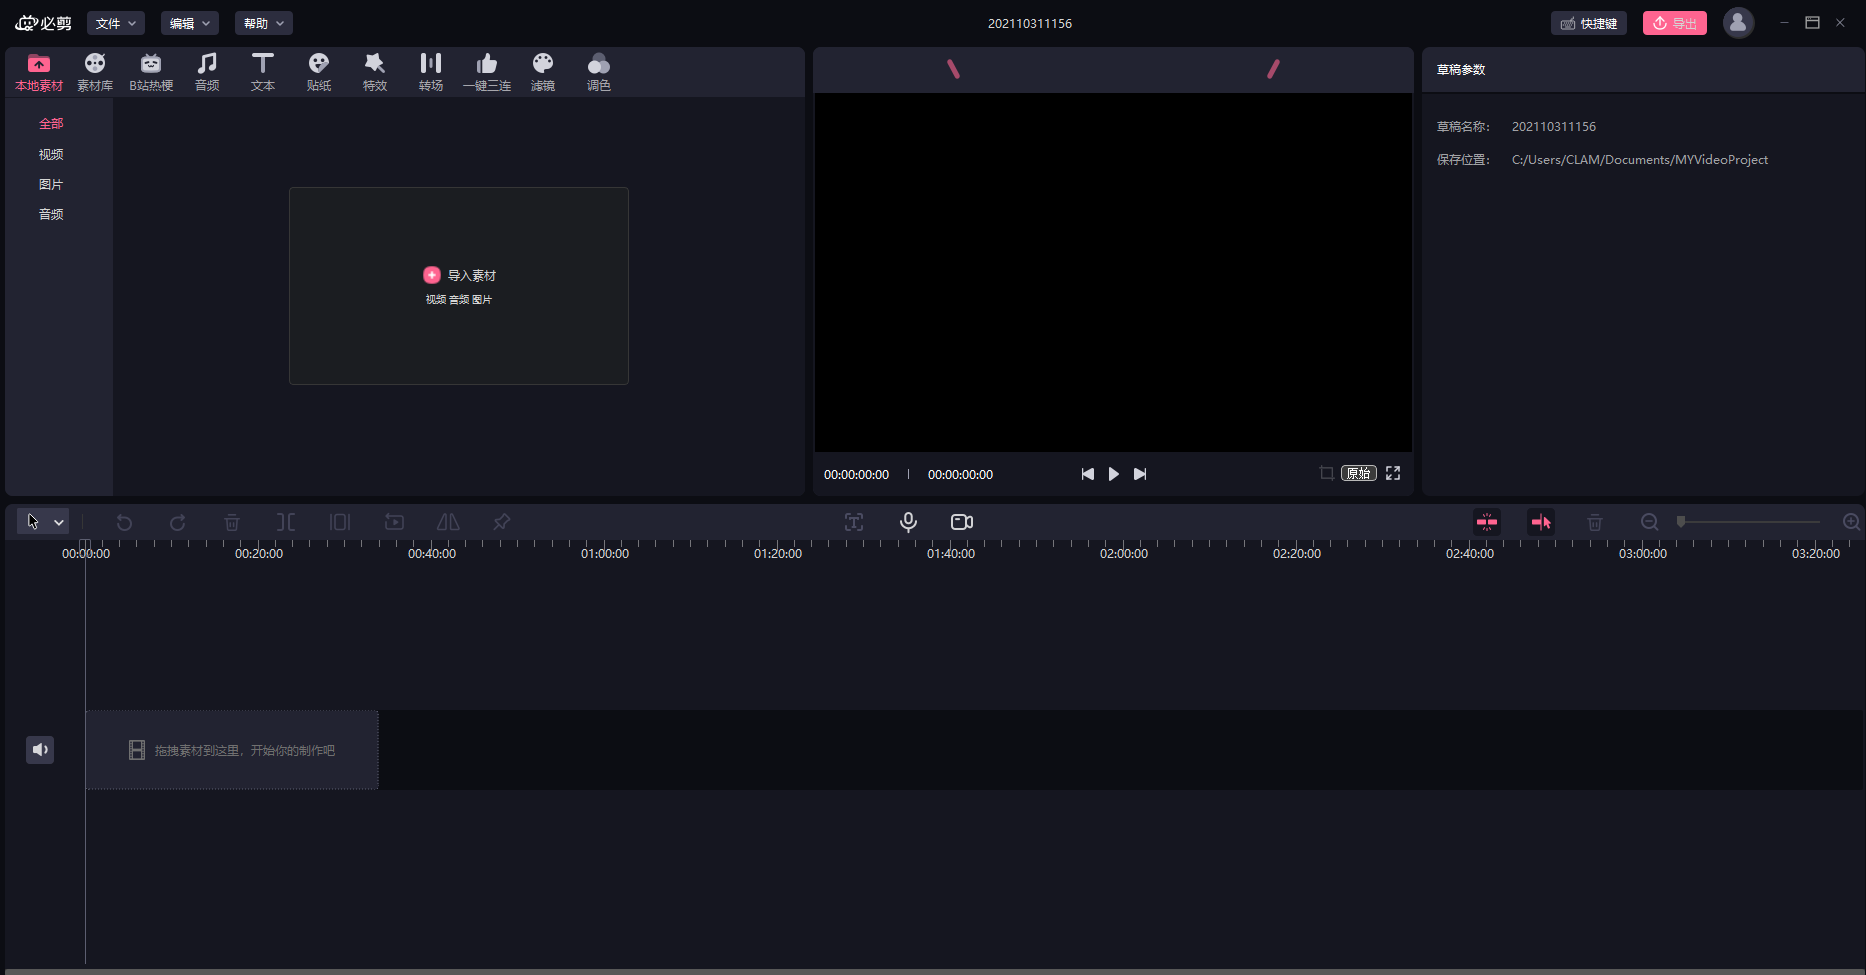 必剪 文件 编辑 帮助 202110311156 快捷键 导出
本地素材 素材库 B站热梗 音频 文本 贴纸 特效 转场 一键三连 滤镜 调色
草稿参数
全部
视频
图片
音频
导入素材
视频 音频 图片
草稿名称： 202110311156
保存位置： C:/Users/CLAM/Documents/MYVideoProject
00:00:00:00 | 00:00:00:00 原始
00:00:00 00:20:00 00:40:00 01:00:00 01:20:00 01:40:00 02:00:00 02:20:00 02:40:00 03:00:00 03:20:00
拖拽素材到这里，开始你的制作吧